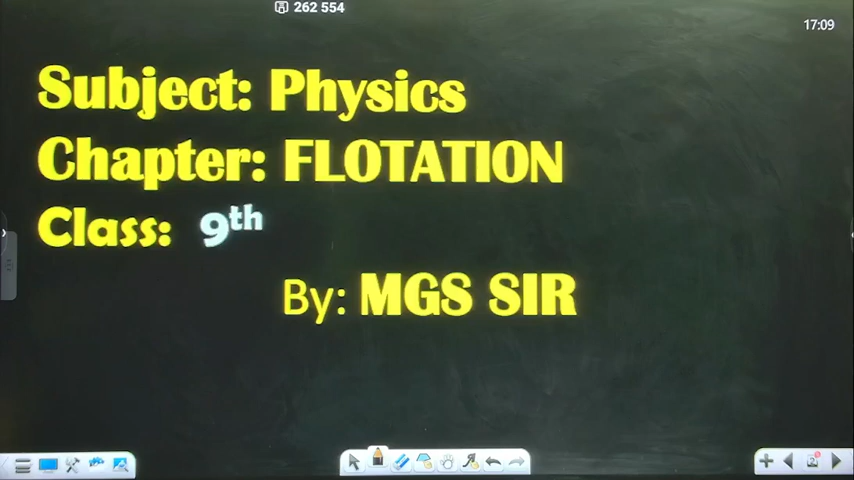 262 554
17:09
Subject: Physics
Chapter: FLOTATION
Class: 9th
By: MGS SIR